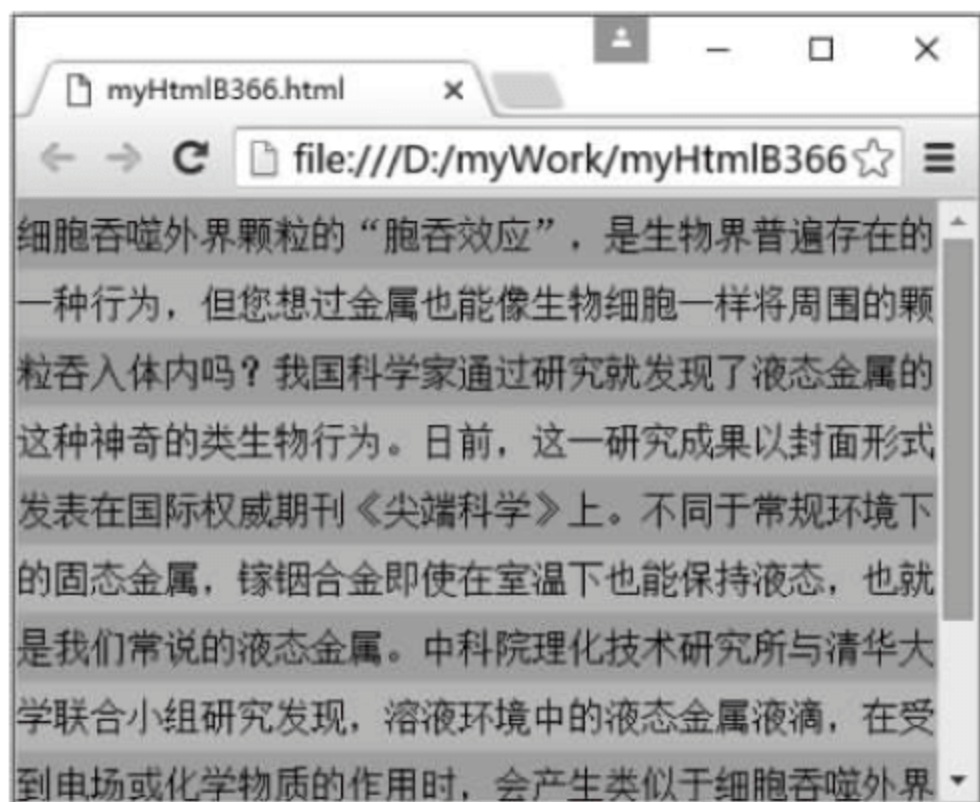 myHtmlB366.html
file:///D:/myWork/myHtmlB366
细胞吞噬外界颗粒的“胞吞效应”，是生物界普遍存在的
一种行为，但您想过金属也能像生物细胞一样将周围的颗
粒吞入体内吗？我国科学家通过研究就发现了液态金属的
这种神奇的类生物行为。日前，这一研究成果以封面形式
发表在国际权威期刊《尖端科学》上。不同于常规环境下
的固态金属，镓铟合金即使在室温下也能保持液态，也就
是我们常说的液态金属。中科院理化技术研究所与清华大
学联合小组研究发现，溶液环境中的液态金属液滴，在受
到电场或化学物质的作用时，会产生类似于细胞吞噬外界